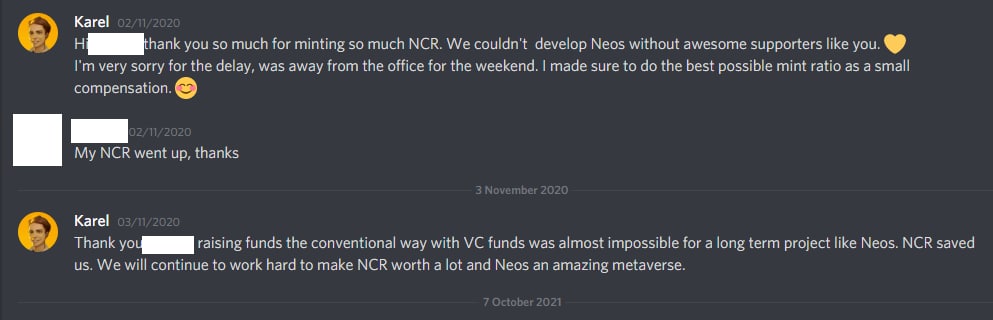 Karel 02/11/2020
Hi thank you so much for minting so much NCR. We couldn't develop Neos without awesome supporters like you. 💛
I'm very sorry for the delay, was away from the office for the weekend. I made sure to do the best possible mint ratio as a small
compensation. 😊
02/11/2020
My NCR went up, thanks
3 November 2020
Karel 03/11/2020
Thank you raising funds the conventional way with VC funds was almost impossible for a long term project like Neos. NCR saved
us. We will continue to work hard to make NCR worth a lot and Neos an amazing metaverse.
7 October 2021